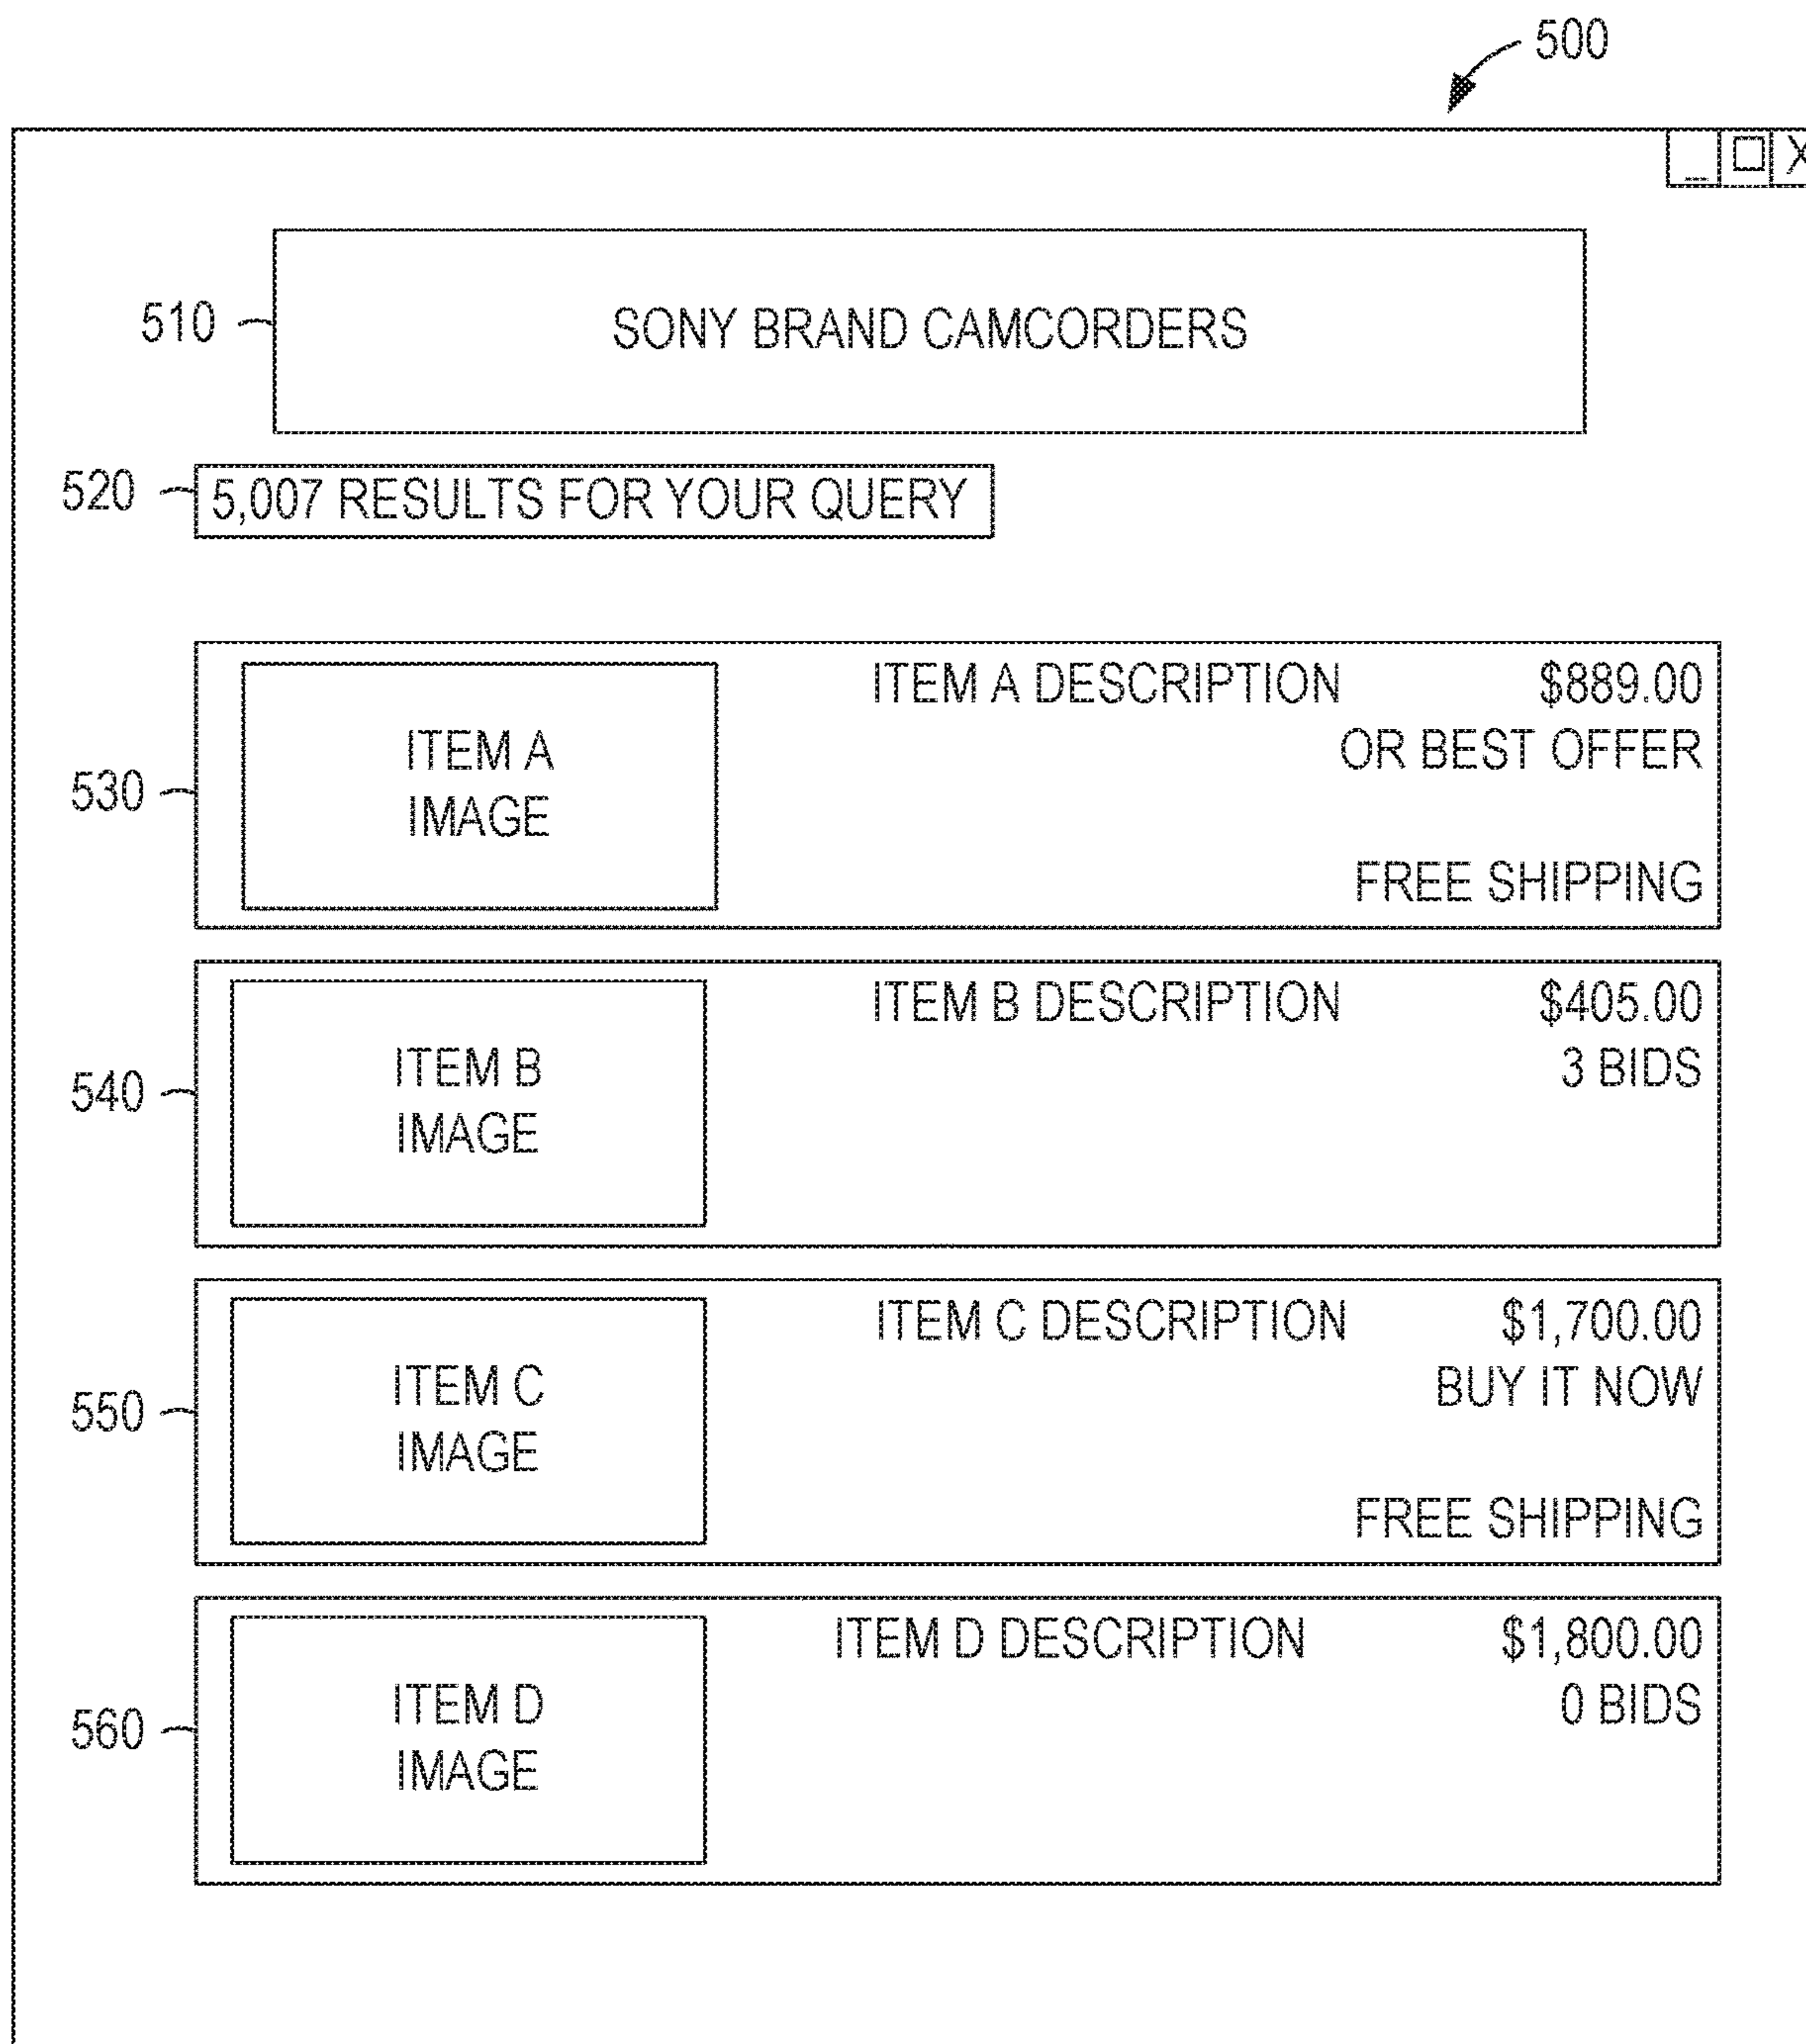 500
_ □ X
510
SONY BRAND CAMCORDERS
520
5,007 RESULTS FOR YOUR QUERY
530
ITEM A
IMAGE
ITEM A DESCRIPTION $889.00
OR BEST OFFER
FREE SHIPPING
540
ITEM B
IMAGE
ITEM B DESCRIPTION $405.00
3 BIDS
550
ITEM C
IMAGE
ITEM C DESCRIPTION $1,700.00
BUY IT NOW
FREE SHIPPING
560
ITEM D
IMAGE
ITEM D DESCRIPTION $1,800.00
0 BIDS